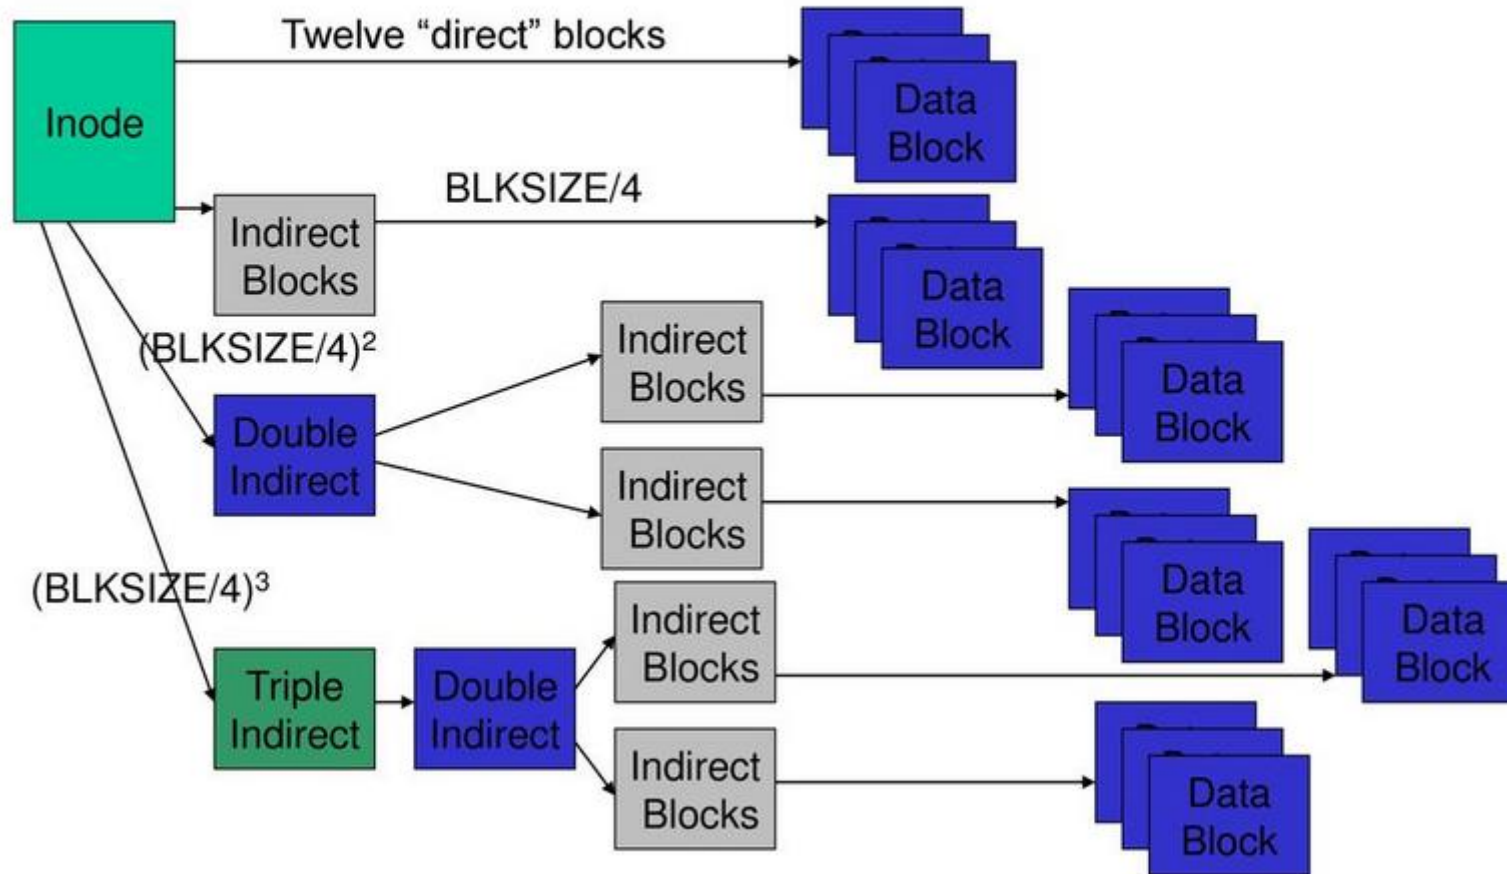 Twelve “direct” blocks
Inode
Data
Block
BLKSIZE/4
Indirect
Blocks
Data
Block
(BLKSIZE/4)²
Indirect
Blocks
Data
Block
Double
Indirect
Indirect
Blocks
Data
Block
(BLKSIZE/4)³
Indirect
Blocks
Data
Block
Triple
Indirect
Double
Indirect
Indirect
Blocks
Data
Block